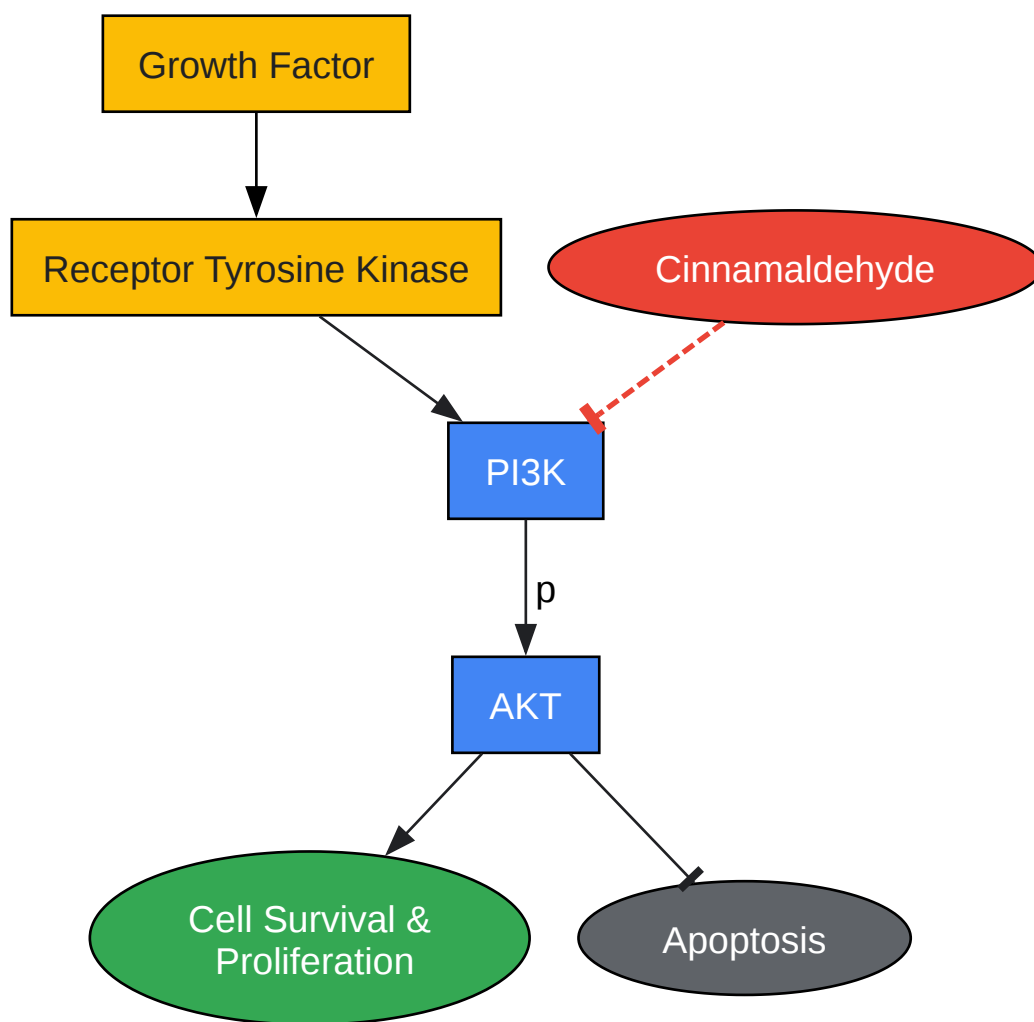 Growth Factor
Receptor Tyrosine Kinase
Cinnamaldehyde
PI3K
p
AKT
Cell Survival &
Proliferation
Apoptosis